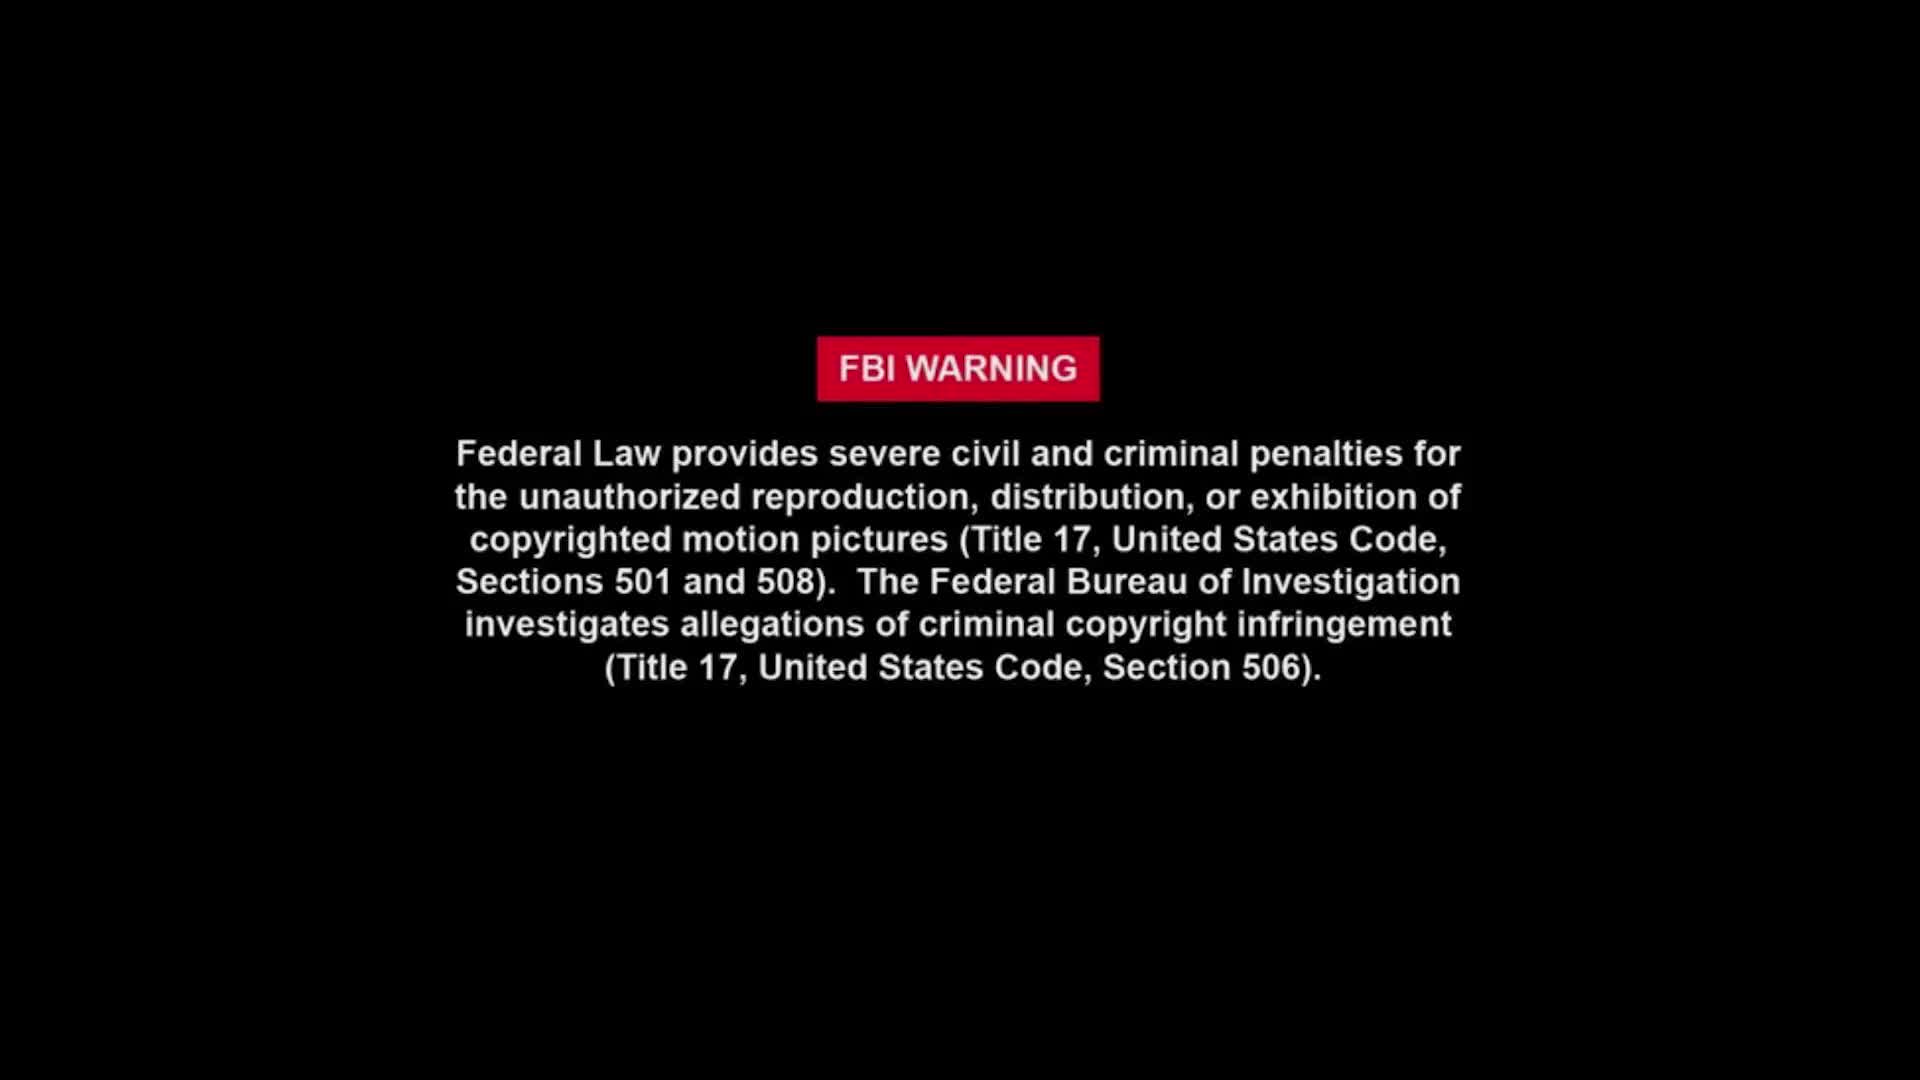 FBI WARNING
Federal Law provides severe civil and criminal penalties for
the unauthorized reproduction, distribution, or exhibition of
copyrighted motion pictures (Title 17, United States Code,
Sections 501 and 508).  The Federal Bureau of Investigation
investigates allegations of criminal copyright infringement
(Title 17, United States Code, Section 506).